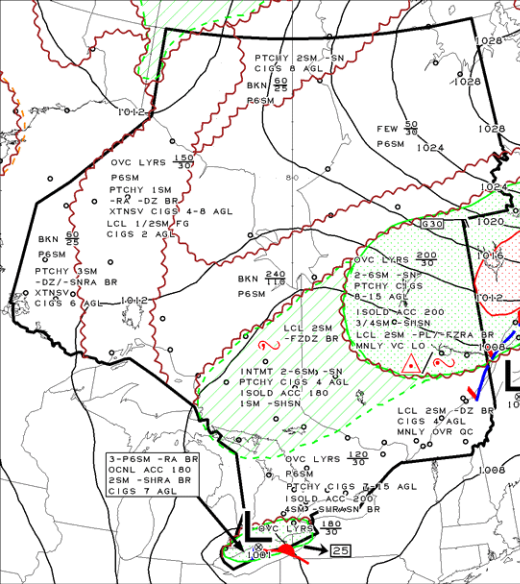 PTCHY 2SM -SN
CIGS 8 AGL
BKN 60
P6SM
1028
1028
1028
FEW 50/30
P6SM
1024
1012
OVC LYRS 150/30
P6SM
PTCHY 1SM
-RA -DZ BR
XTNSV CIGS 4-8 AGL
LCL 1/2SM FG
CIGS 2 AGL
80
1024
1020
G30
1016
1012
1008
BKN 60
P6SM
PTCHY 3SM
-DZ/-SNRA BR
XTNSV
CIGS 6 AGL
1012
BKN 240/110
P6SM
OVC LYRS 200/30
2-6SM -SN
PTCHY CIGS
8-15 AGL
ISOLD ACC 200
3/4SM -SHSN
LCL 2SM -PL/-FZRA BR
MNLY VC LO
LCL 2SM
-FZDZ BR
INTMT 2-6SM -SN
PTCHY CIGS 4 AGL
ISOLD ACC 180
1SM -SHSN
L
LCL 2SM -DZ BR
CIGS 4 AGL
MNLY OVR QC
1008
3-P6SM -RA BR
OCNL ACC 180
2SM -SHRA BR
CIGS 7 AGL
OVC LYRS 120/30
P6SM
PTCHY CIGS 7-15 AGL
ISOLD ACC 200
4SM -SHRASN BR
L
OVC LYRS 180/30
1001
25